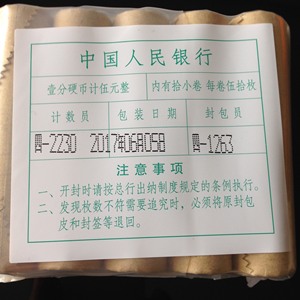 中国人民银行
壹分硬币计伍元整 内有拾小卷 每卷伍拾枚
计数员 包装日期 封包员
四-2230 2017年06月05日 四-1263
注意事项
一、开封时请按总行出纳制度规定的条例执行。
二、发现枚数不符需要追究时，必须将原封包
皮和封签等退回。